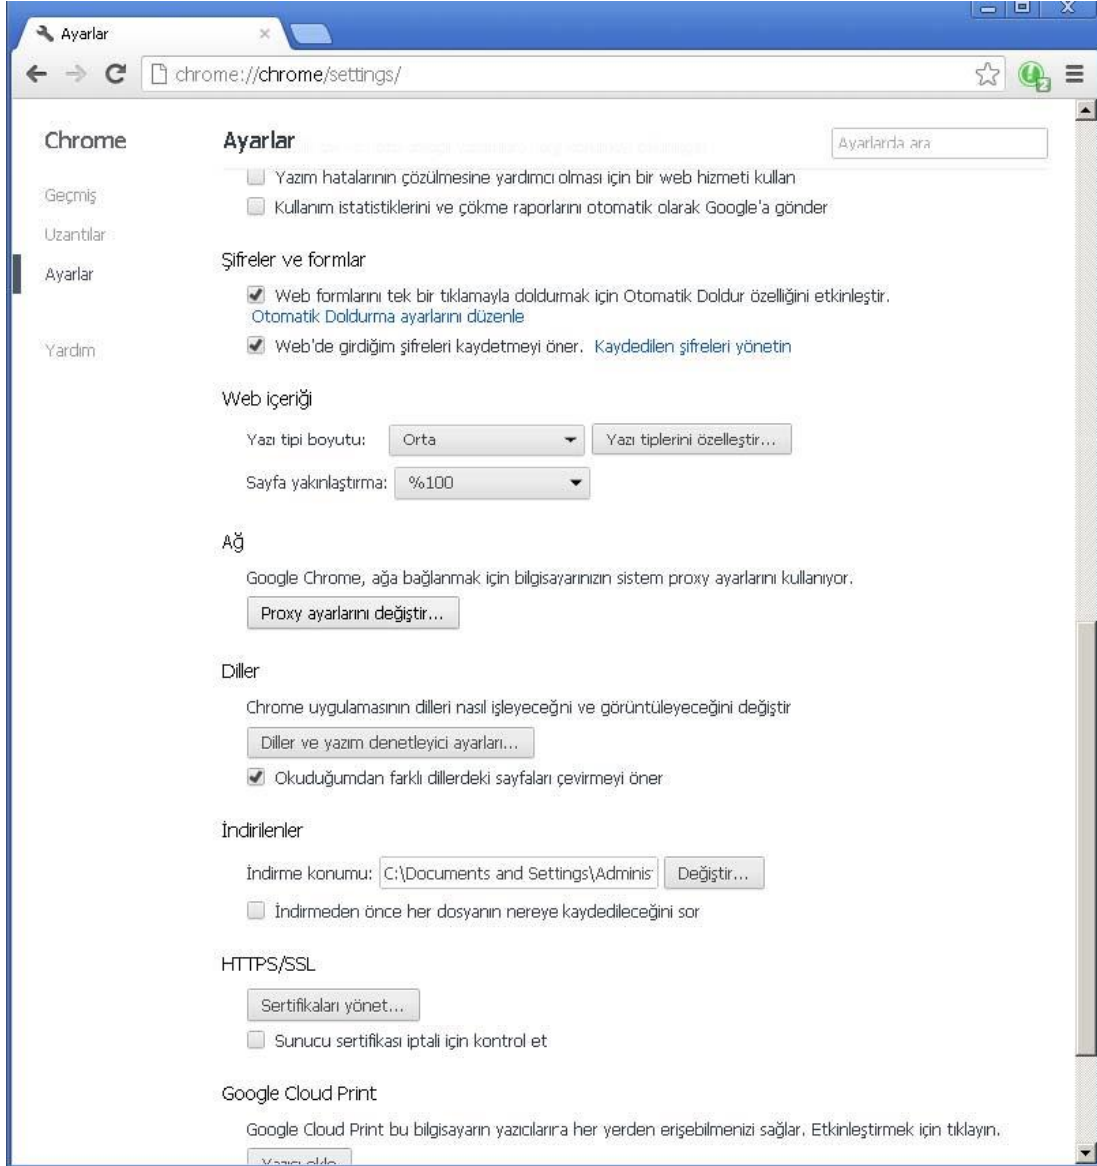 Ayarlar
chrome://chrome/settings/
2
Chrome
Ayarlar
Ayarlarda ara
Geçmiş
Uzantılar
Ayarlar
Yardım
Yazım hatalarının çözülmesine yardımcı olması için bir web hizmeti kullan
Kullanım istatistiklerini ve çökme raporlarını otomatik olarak Google'a gönder
Şifreler ve formlar
Web formlarını tek bir tıklamayla doldurmak için Otomatik Doldur özelliğini etkinleştir.
Otomatik Doldurma ayarlarını düzenle
Web'de girdiğim şifreleri kaydetmeyi öner. Kaydedilen şifreleri yönetin
Web içeriği
Yazı tipi boyutu: Orta Yazı tiplerini özelleştir...
Sayfa yakınlaştırma: %100
Ağ
Google Chrome, ağa bağlanmak için bilgisayarınızın sistem proxy ayarlarını kullanıyor.
Proxy ayarlarını değiştir...
Diller
Chrome uygulamasının dilleri nasıl işleyeceğni ve görüntüleyeceğini değiştir
Diller ve yazım denetleyici ayarları...
Okuduğumdan farklı dillerdeki sayfaları çevirmeyi öner
İndirilenler
İndirme konumu: C:\Documents and Settings\Adminis Değiştir...
İndirmeden önce her dosyanın nereye kaydedileceğini sor
HTTPS/SSL
Sertifikaları yönet...
Sunucu sertifikası iptali için kontrol et
Google Cloud Print
Google Cloud Print bu bilgisayarın yazıcılarına her yerden erişebilmenizi sağlar. Etkinleştirmek için tıklayın.
Yazıcı ekle